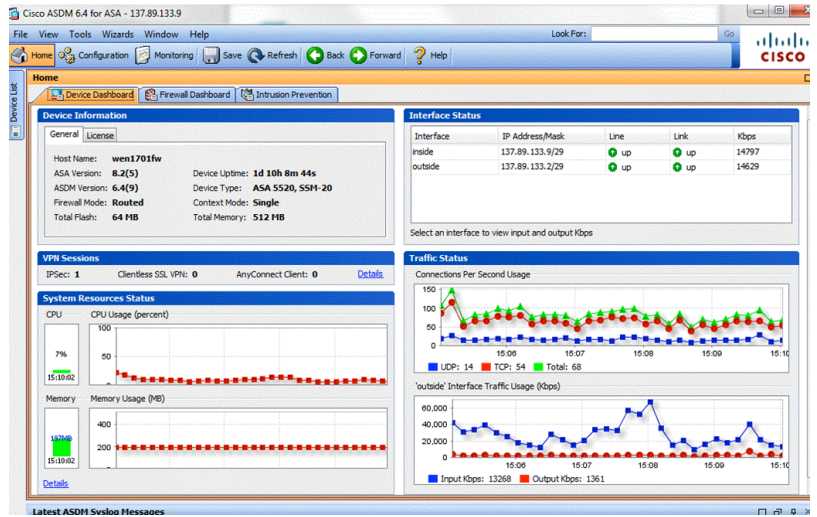 Cisco ASDM 6.4 for ASA - 137.89.133.9
File View Tools Wizards Window Help Look For: Go
CISCO
Home Configuration Monitoring Save Refresh Back Forward Help
Device List
Home
Device Dashboard Firewall Dashboard Intrusion Prevention
Device Information
General License
Host Name: wen1701fw
ASA Version: 8.2(5) Device Uptime: 1d 10h 8m 44s
ASDM Version: 6.4(9) Device Type: ASA 5520, SSM-20
Firewall Mode: Routed Context Mode: Single
Total Flash: 64 MB Total Memory: 512 MB
Interface Status
Interface IP Address/Mask Line Link Kbps
inside 137.89.133.9/29 up up 14797
outside 137.89.133.2/29 up up 14629
Select an interface to view input and output Kbps
VPN Sessions
IPSec: 1 Clientless SSL VPN: 0 AnyConnect Client: 0 Details
System Resources Status
CPU CPU Usage (percent)
100
50
0
7%
15:10:02
Memory Memory Usage (MB)
400
200
0
197MB
15:10:02
Details
Traffic Status
Connections Per Second Usage
150
100
50
0
15:06 15:07 15:08 15:09 15:10
UDP: 14 TCP: 54 Total: 68
'outside' Interface Traffic Usage (Kbps)
60,000
40,000
20,000
0
15:06 15:07 15:08 15:09 15:10
Input Kbps: 13268 Output Kbps: 1361
Latest ASDM Syslog Messages